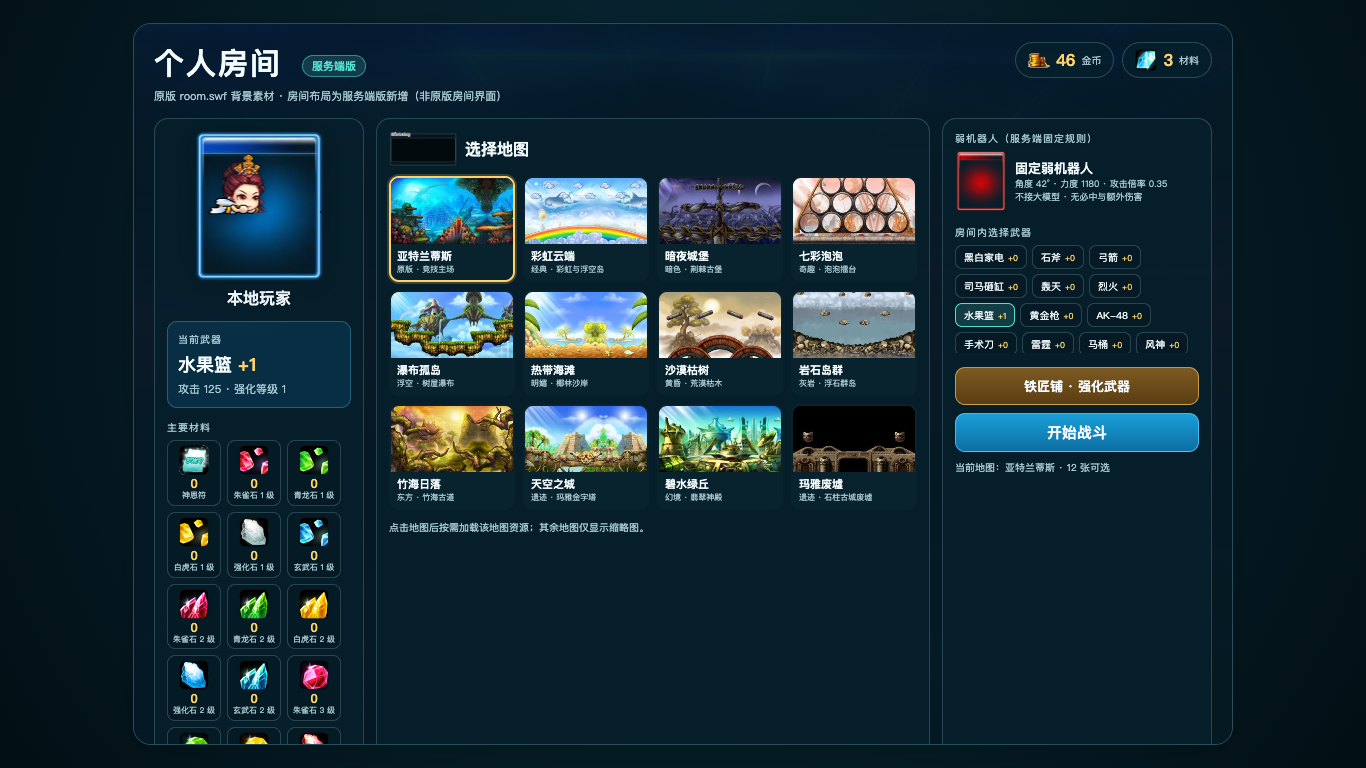 个人房间
服务端版
原版 room.swf 背景素材 · 房间布局为服务端版新增（非原版房间界面）
46 金币
3 材料
本地玩家
当前武器
水果篮 +1
攻击 125 · 强化等级 1
主要材料
0 0 0
神恩符 朱雀石 1 级 青龙石 1 级
0 0 0
白虎石 1 级 强化石 1 级 玄武石 1 级
0 0 0
朱雀石 2 级 青龙石 2 级 白虎石 2 级
0 0 0
强化石 2 级 玄武石 2 级 朱雀石 3 级
选择地图
亚特兰蒂斯 彩虹云端 暗夜城堡 七彩泡泡
原版 · 竞技主场 经典 · 彩虹与浮空岛 暗色 · 荆棘古堡 奇趣 · 泡泡擂台
瀑布孤岛 热带海滩 沙漠枯树 岩石岛群
浮空 · 树屋瀑布 明媚 · 椰林沙岸 黄昏 · 荒漠枯木 灰岩 · 浮石群岛
竹海日落 天空之城 碧水绿丘 玛雅废墟
东方 · 竹海古道 遗迹 · 玛雅金字塔 幻境 · 翡翠神殿 遗迹 · 石柱古城废墟
点击地图后按需加载该地图资源；其余地图仅显示缩略图。
弱机器人（服务端固定规则）
固定弱机器人
角度 42° · 力度 1180 · 攻击倍率 0.35
不接大模型 · 无必中与额外伤害
房间内选择武器
黑白家电 +0 石斧 +0 弓箭 +0
司马砸缸 +0 轰天 +0 烈火 +0
水果篮 +1 黄金枪 +0 AK-48 +0
手术刀 +0 雷霆 +0 马桶 +0 风神 +0
铁匠铺 · 强化武器
开始战斗
当前地图：亚特兰蒂斯 · 12 张可选